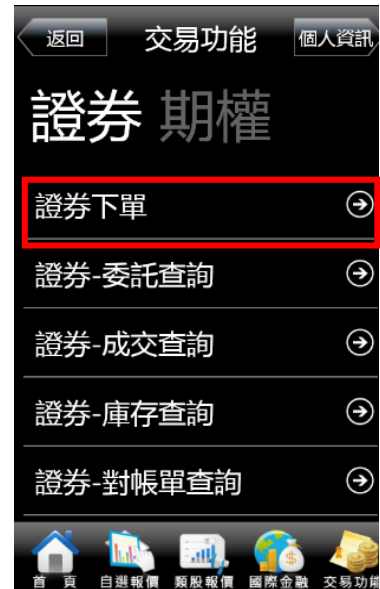 返回 交易功能 個人資訊
證券 期權
證券下單
證券-委託查詢
證券-成交查詢
證券-庫存查詢
證券-對帳單查詢
首 頁 自選報價 類股報價 國際金融 交易功能